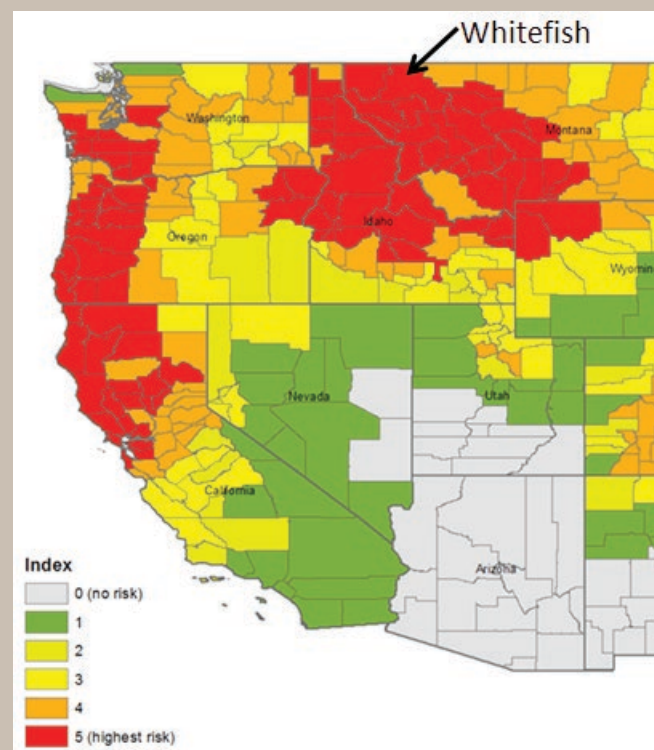 Whitefish
Washington
Montana
Oregon
Idaho
Wyoming
Nevada
Utah
California
Arizona
Index
0 (no risk)
1
2
3
4
5 (highest risk)